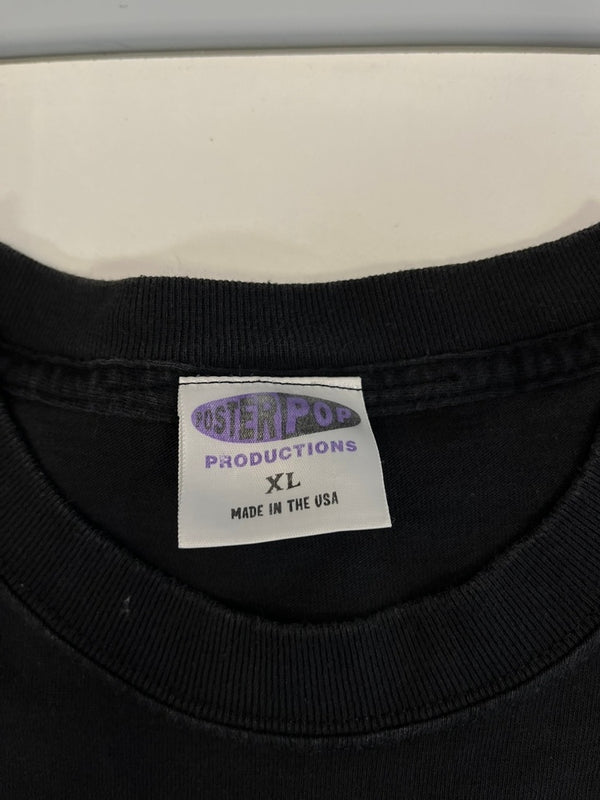 POSTER POP
PRODUCTIONS
XL
MADE IN THE USA